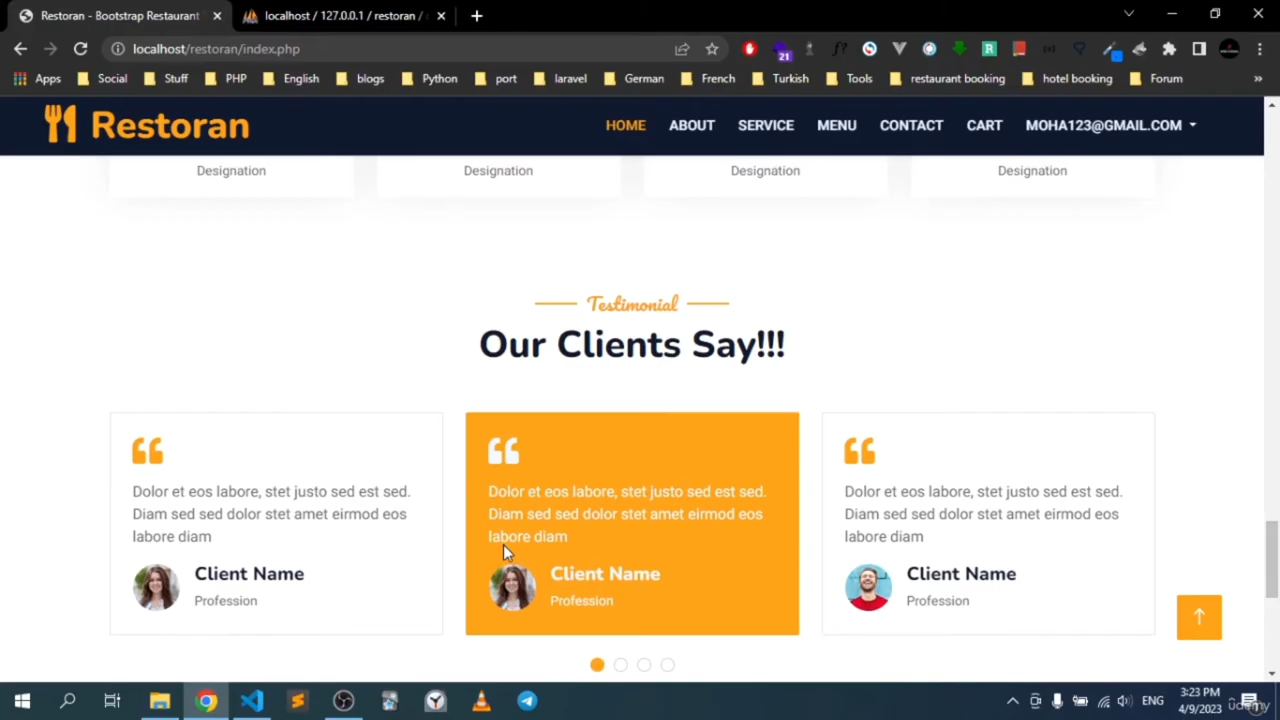 Restoran - Bootstrap Restaurant
localhost / 127.0.0.1 / restoran /
localhost/restoran/index.php
21
R
f?
Apps Social Stuff PHP English blogs Python port laravel German French Turkish Tools restaurant booking hotel booking Forum »
Restoran
HOME ABOUT SERVICE MENU CONTACT CART MOHA123@GMAIL.COM
Designation Designation Designation Designation
Testimonial
Our Clients Say!!!
Dolor et eos labore, stet justo sed est sed.
Diam sed sed dolor stet amet eirmod eos
labore diam
Client Name
Profession
Dolor et eos labore, stet justo sed est sed.
Diam sed sed dolor stet amet eirmod eos
labore diam
Client Name
Profession
Dolor et eos labore, stet justo sed est sed.
Diam sed sed dolor stet amet eirmod eos
labore diam
Client Name
Profession
ENG
3:23 PM
4/9/2023
udemy